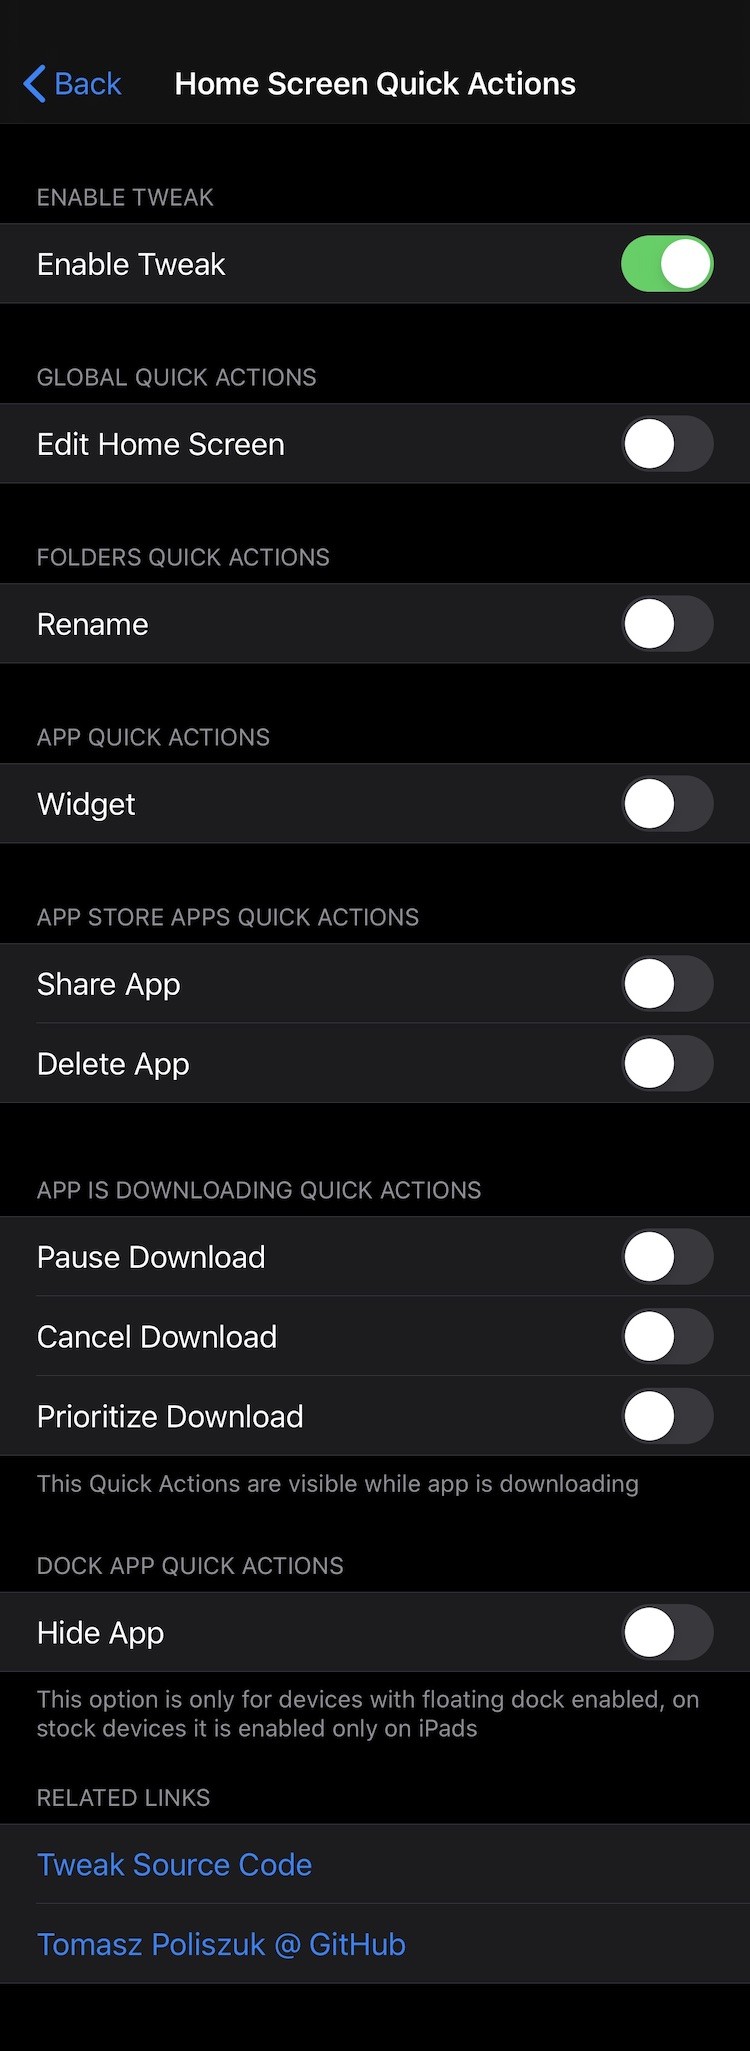 Back
Home Screen Quick Actions
ENABLE TWEAK
Enable Tweak
GLOBAL QUICK ACTIONS
Edit Home Screen
FOLDERS QUICK ACTIONS
Rename
APP QUICK ACTIONS
Widget
APP STORE APPS QUICK ACTIONS
Share App
Delete App
APP IS DOWNLOADING QUICK ACTIONS
Pause Download
Cancel Download
Prioritize Download
This Quick Actions are visible while app is downloading
DOCK APP QUICK ACTIONS
Hide App
This option is only for devices with floating dock enabled, on
stock devices it is enabled only on iPads
RELATED LINKS
Tweak Source Code
Tomasz Poliszuk @ GitHub